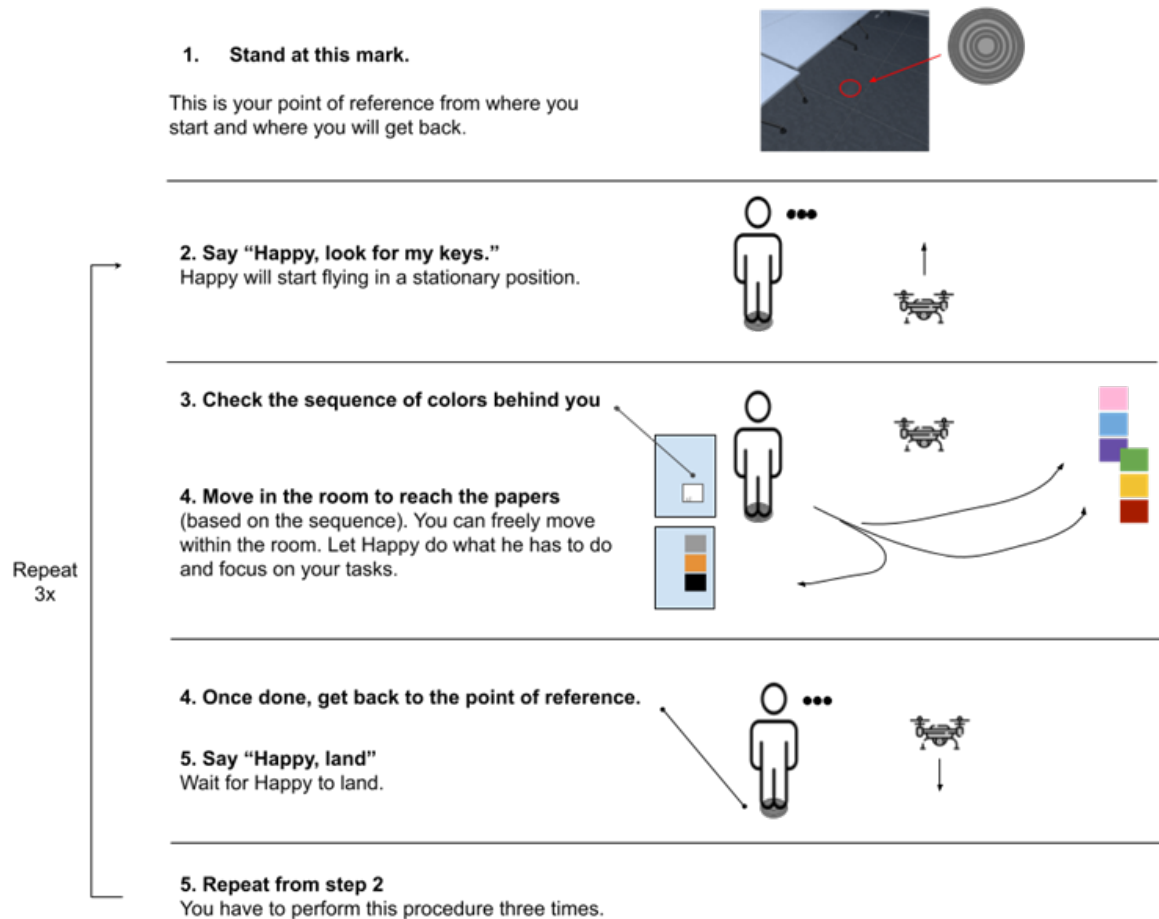 1. Stand at this mark.
This is your point of reference from where you
start and where you will get back.
2. Say “Happy, look for my keys.”
Happy will start flying in a stationary position.
3. Check the sequence of colors behind you
4. Move in the room to reach the papers
(based on the sequence). You can freely move
within the room. Let Happy do what he has to do
and focus on your tasks.
Repeat
3x
4. Once done, get back to the point of reference.
5. Say “Happy, land”
Wait for Happy to land.
5. Repeat from step 2
You have to perform this procedure three times.